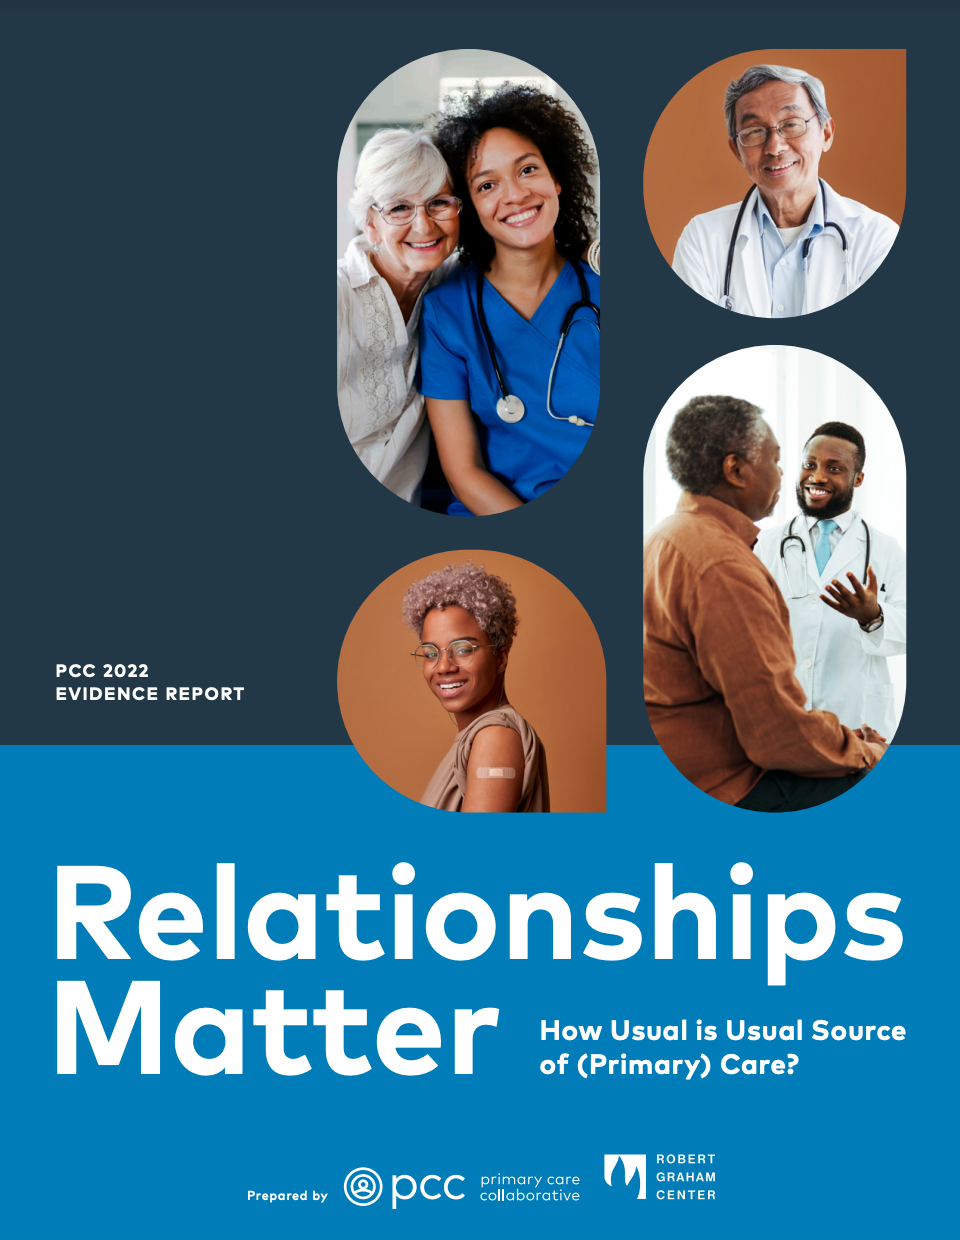 PCC 2022
EVIDENCE REPORT
Relationships
Matter
How Usual is Usual Source
of (Primary) Care?
Prepared by
pcc
primary care
collaborative
ROBERT
GRAHAM
CENTER